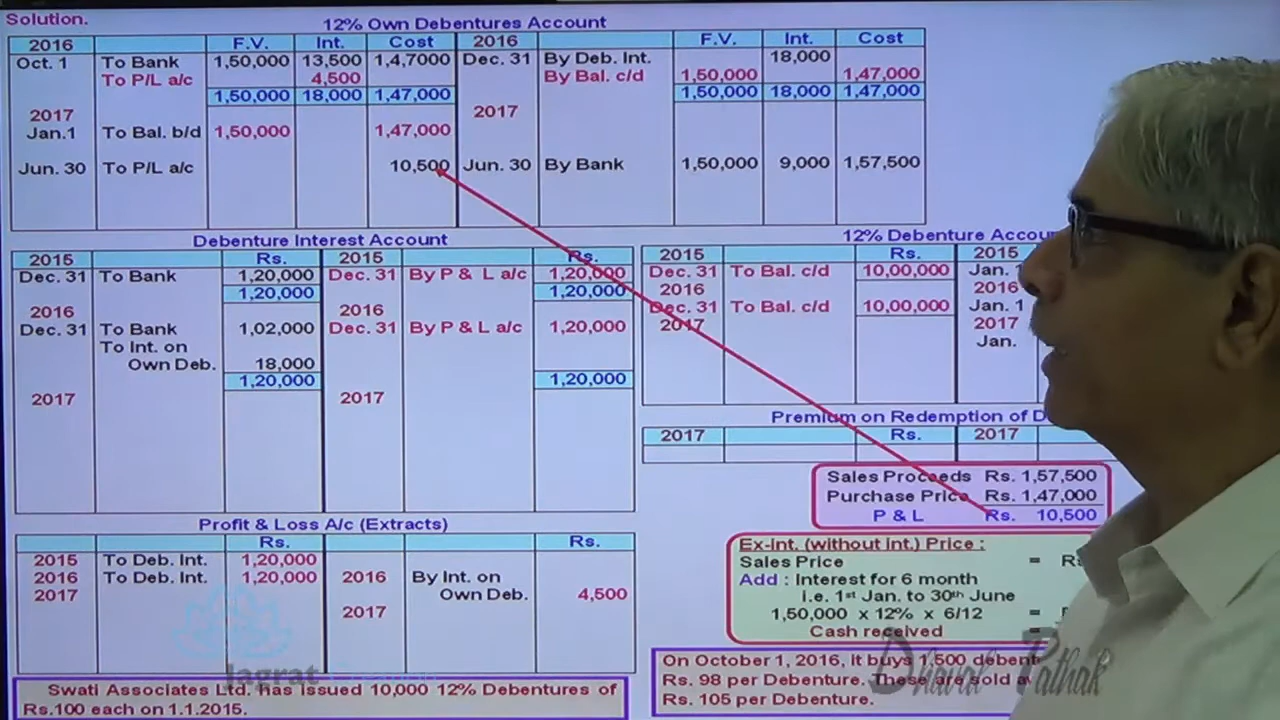 Solution.
12% Own Debentures Account
2016 F.V. Int. Cost 2016 F.V. Int. Cost
Oct. 1 To Bank 1,50,000 13,500 1,4,7000 Dec. 31 By Deb. Int. 18,000
To P/L a/c 4,500 By Bal. c/d 1,50,000 1,47,000
1,50,000 18,000 1,47,000 1,50,000 18,000 1,47,000
2017 2017
Jan.1 To Bal. b/d 1,50,000 1,47,000
Jun. 30 To P/L a/c 10,500 Jun. 30 By Bank 1,50,000 9,000 1,57,500
Debenture Interest Account
2015 Rs. 2015 Rs.
Dec. 31 To Bank 1,20,000 Dec. 31 By P & L a/c 1,20,000
1,20,000 1,20,000
2016 2016
Dec. 31 To Bank 1,02,000 Dec. 31 By P & L a/c 1,20,000
To Int. on
Own Deb. 18,000
1,20,000 1,20,000
2017 2017
12% Debenture
2015 Rs. 2015
Dec. 31 To Bal. c/d 10,00,000 Jan.
2016 2016
Dec. 31 To Bal. c/d 10,00,000 Jan. 1
2017 2017
Jan.
Premium on Redemption of
2017 Rs. 2017
Sales Proceeds Rs. 1,57,500
Purchase Price Rs. 1,47,000
P & L Rs. 10,500
Profit & Loss A/c (Extracts)
Rs. Rs.
2015 To Deb. Int. 1,20,000
2016 To Deb. Int. 1,20,000 2016 By Int. on
2017 Own Deb. 4,500
2017
Ex-Int. (without Int.) Price :
Sales Price =
Add : Interest for 6 month
i.e. 1st Jan. to 30th June
1,50,000 x 12% x 6/12 =
Cash received =
Jagrat
Swati Associates Ltd. has issued 10,000 12% Debentures of
Rs.100 each on 1.1.2015.
On October 1, 2016, it buys 1,500
Rs. 98 per Debenture. These are sold
Rs. 105 per Debenture.
Dhaval Pathak